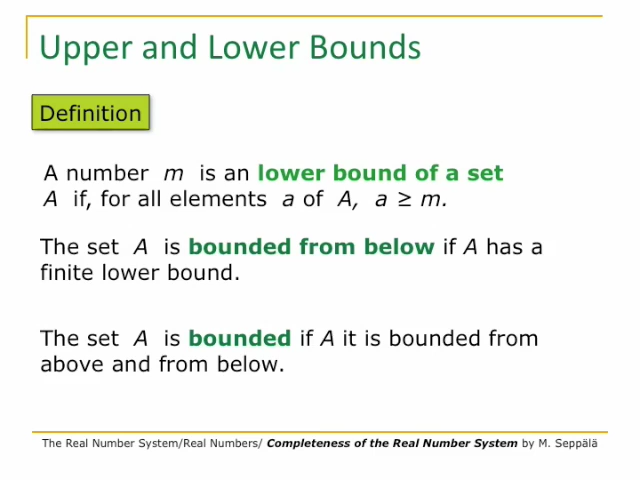 Upper and Lower Bounds
Definition
A number m is an lower bound of a set
A if, for all elements a of A, a ≥ m.
The set A is bounded from below if A has a
finite lower bound.
The set A is bounded if A it is bounded from
above and from below.
The Real Number System/Real Numbers/ Completeness of the Real Number System by M. Seppälä